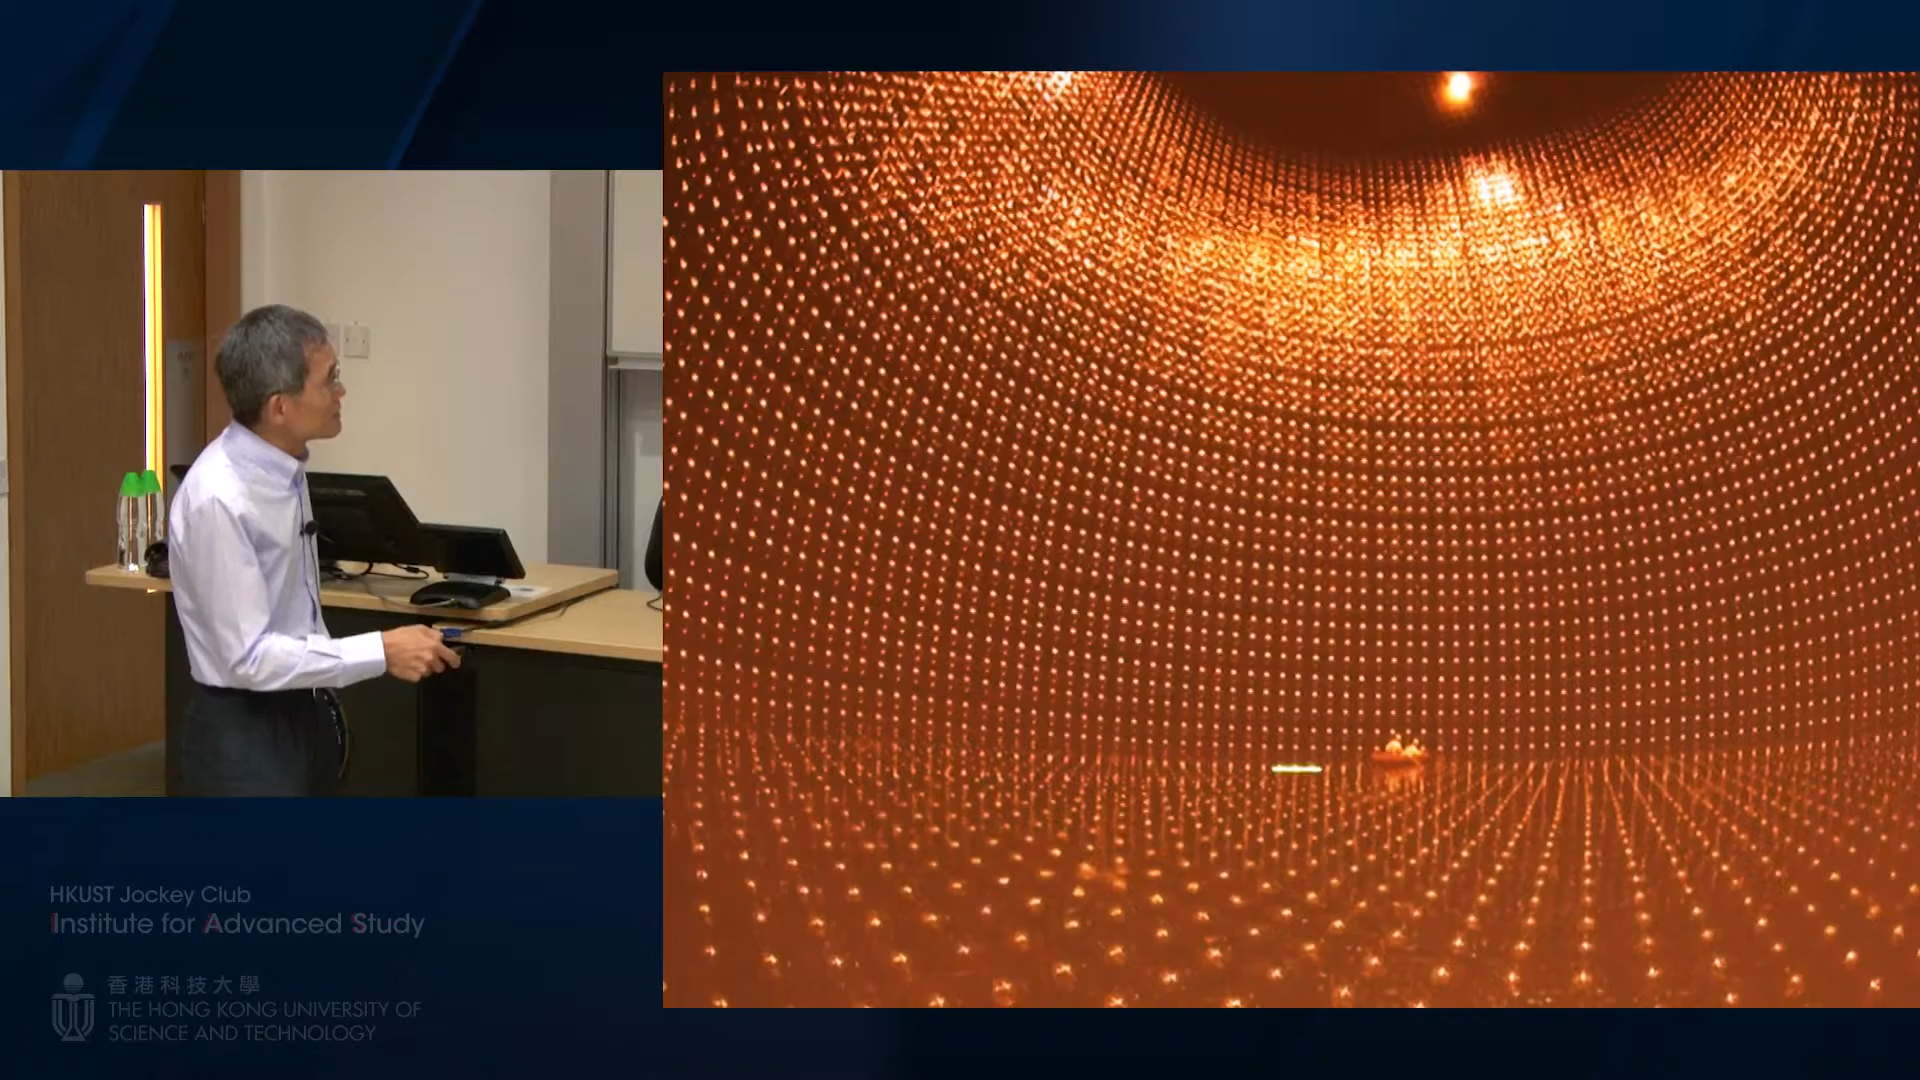 HKUST Jockey Club
Institute for Advanced Study
香港科技大學
THE HONG KONG UNIVERSITY OF
SCIENCE AND TECHNOLOGY